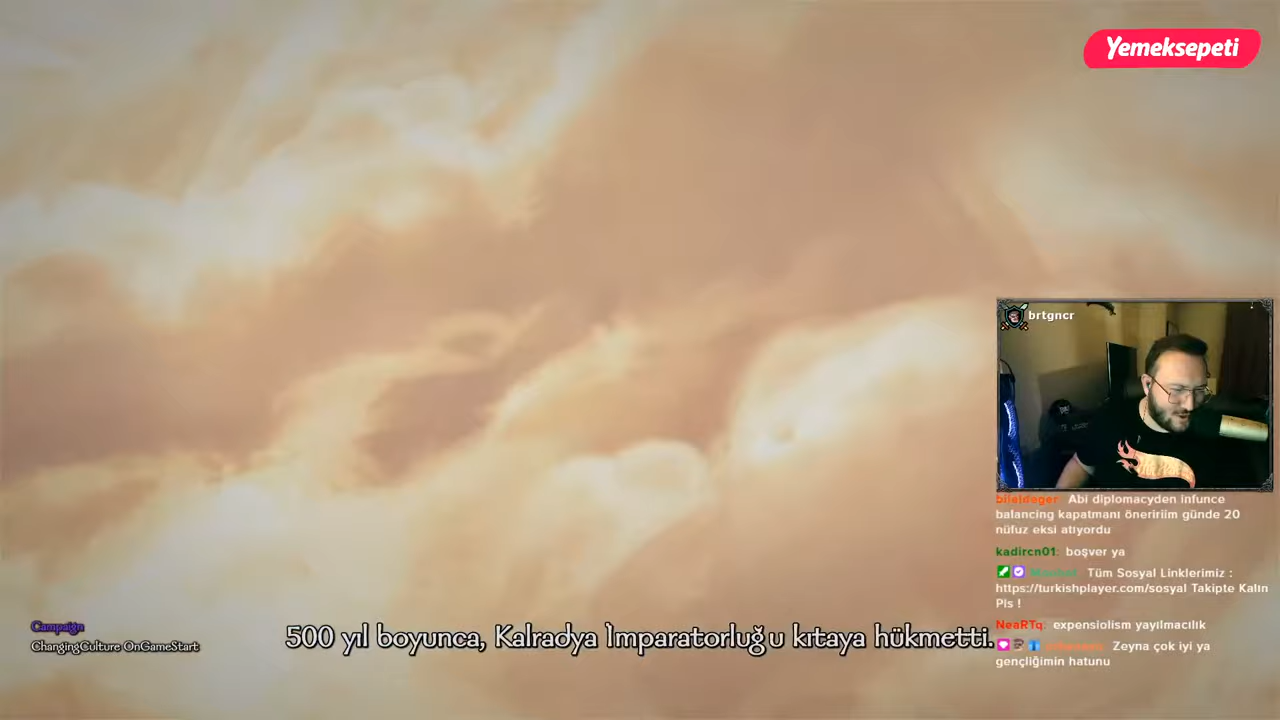 Yemeksepeti
brtgncr
Abi diplomacyden infunce
balancing kapatmanı öneririim günde 20
nüfuz eksi atıyordu
kadircn01: boşver ya
Tüm Sosyal Linklerimiz :
https://turkishplayer.com/sosyal Takipte Kalın
Pls !
NeaRTq: expensiolism yayılmacılık
Zeyna çok iyi ya
gençliğimin hatunu
Campaign
ChangingCulture OnGameStart
500 yıl boyunca, Kalradya İmparatorluğu kıtaya hükmetti.